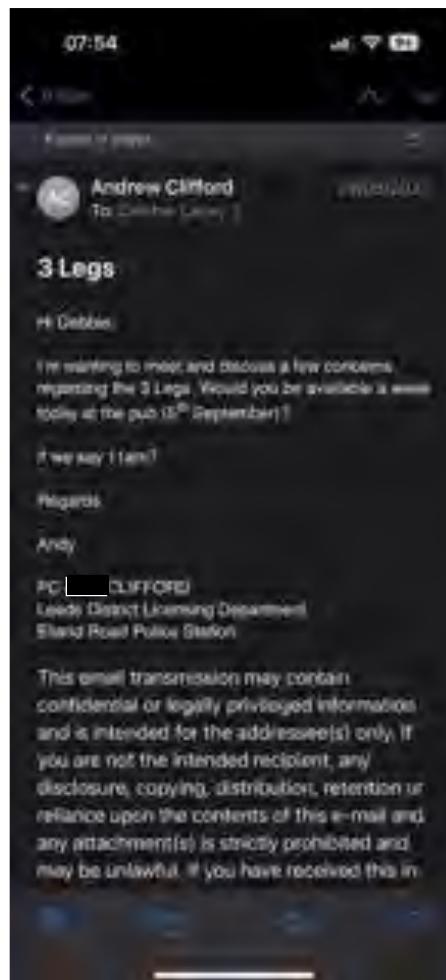 07:54
Andrew Clifford
To:
3 Legs
Hi Debbie,
I'm wanting to meet and discuss a few concerns
regarding the 3 Legs. Would you be available a week
today at the pub (5th September)?
If we say 11am?
Regards
Andy
PC CLIFFORD
Leeds District Licensing Department
Elland Road Police Station
This email transmission may contain
confidential or legally privileged information
and is intended for the addressee(s) only. If
you are not the intended recipient, any
disclosure, copying, distribution, retention or
reliance upon the contents of this e-mail and
any attachment(s) is strictly prohibited and
may be unlawful. If you have received this in